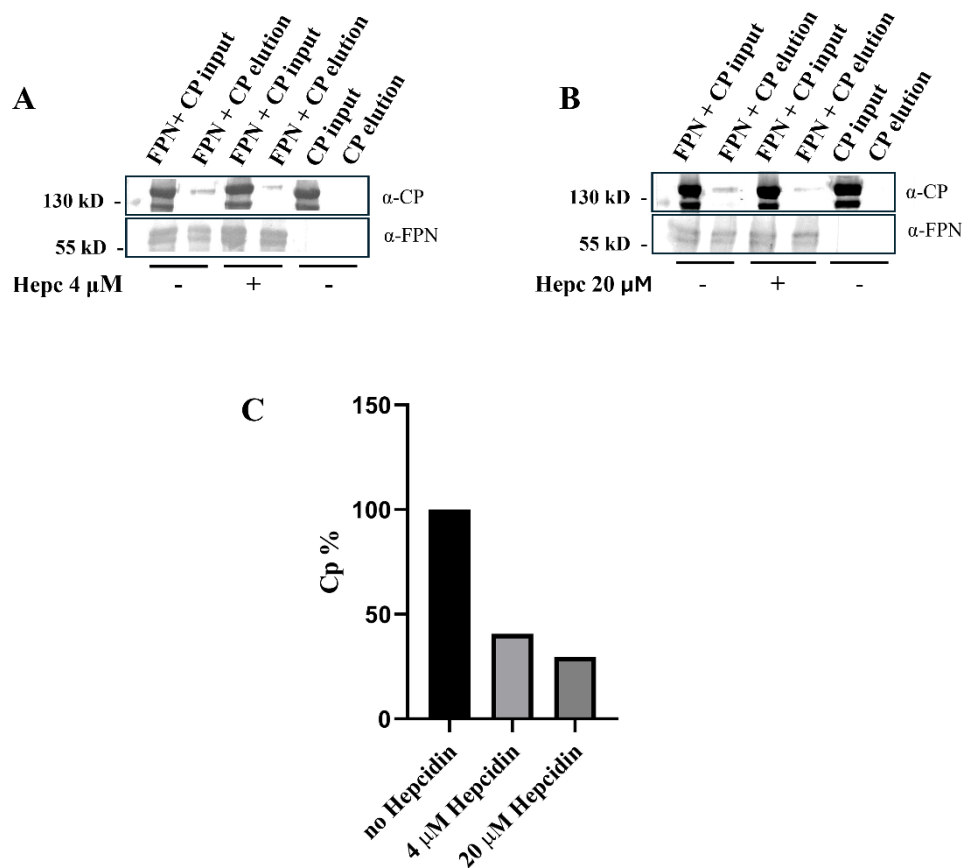 A
FPN+ CP input
FPN + CP elution
FPN + CP input
FPN + CP elution
CP input
CP elution
130 kD -
α-CP
55 kD -
α-FPN
Hepc 4 μM - + -
B
FPN + CP input
FPN + CP elution
FPN + CP input
FPN + CP elution
CP input
CP elution
130 kD -
α-CP
55 kD -
α-FPN
Hepc 20 μM - + -
C
Cp %
150
100
50
0
no Hepcidin
4 μM Hepcidin
20 μM Hepcidin